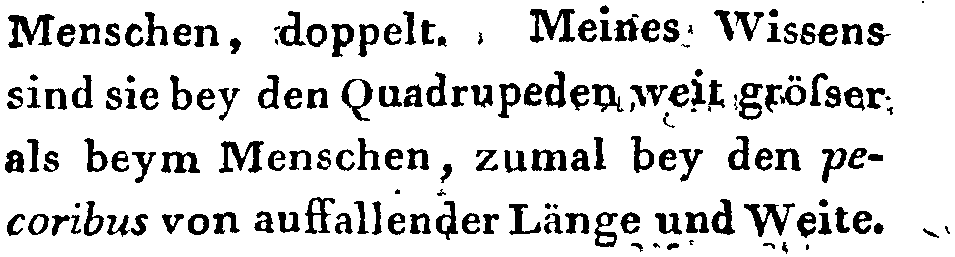 Menschen, doppelt. Meines Wissens
sind sie bey den Quadrupeden weit gröſser
als beym Menschen, zumal bey den pe-
coribus von auffallender Länge und Weite.